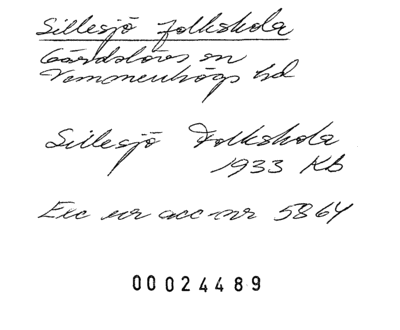 Sillesjö folkskola
Gärdslövs sn
Vemmenhögs hd
Sillesjö Folkskola
1933 Kb
Exc ur acc-nr 5864
00024489